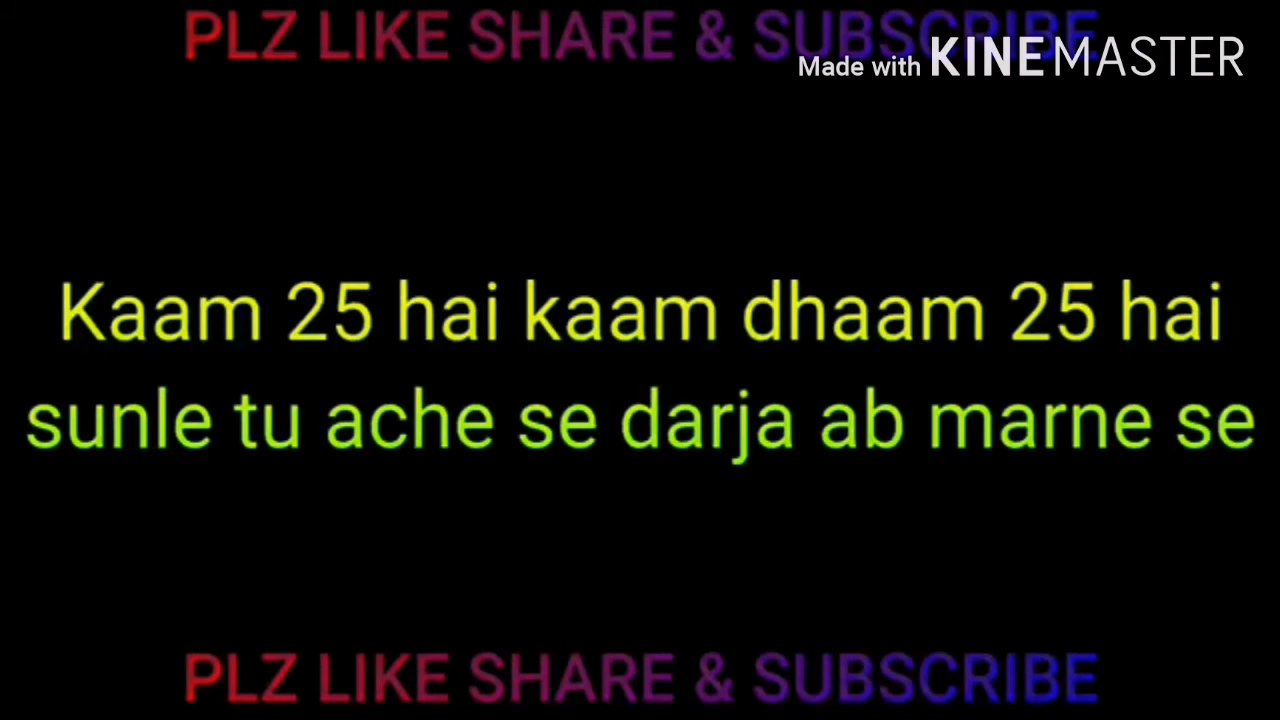 PLZ LIKE SHARE & SUBSCRIBE
Made with KINEMASTER
Kaam 25 hai kaam dhaam 25 hai
sunle tu ache se darja ab marne se
PLZ LIKE SHARE & SUBSCRIBE